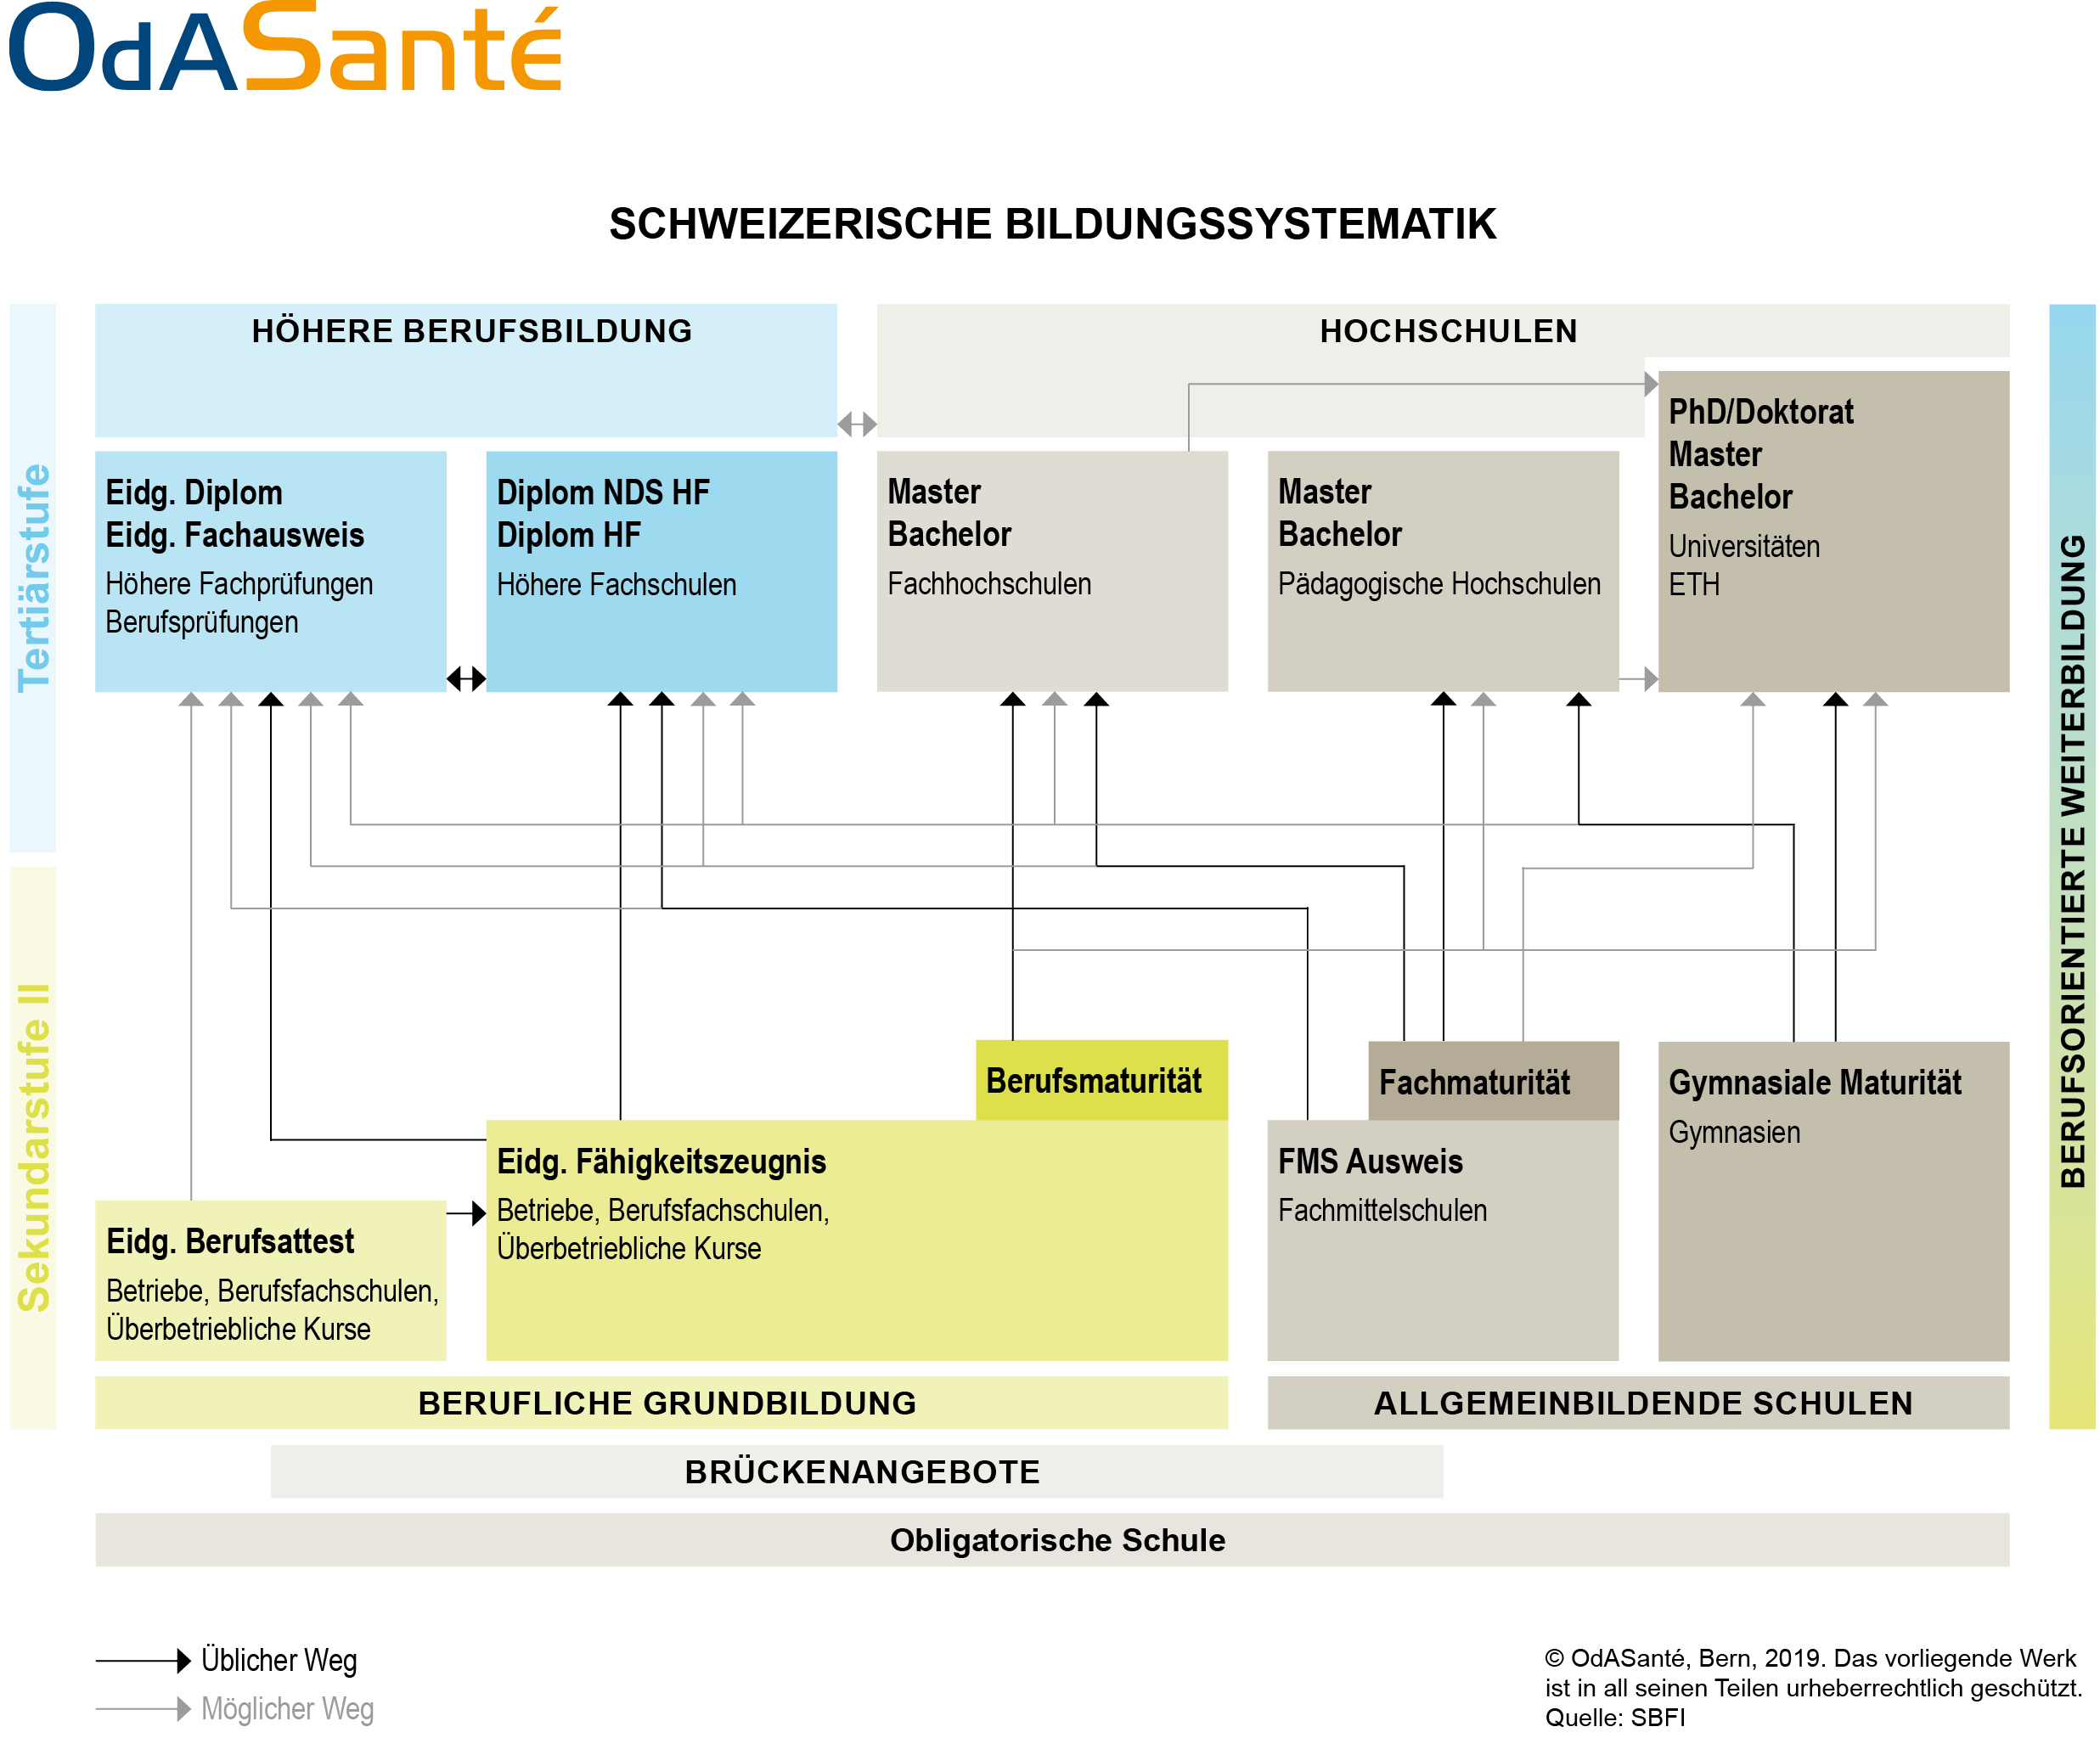 OdASanté
SCHWEIZERISCHE BILDUNGSSYSTEMATIK
HÖHERE BERUFSBILDUNG
HOCHSCHULEN
Tertiärstufe
Eidg. Diplom
Eidg. Fachausweis
Höhere Fachprüfungen
Berufsprüfungen
Diplom NDS HF
Diplom HF
Höhere Fachschulen
Master
Bachelor
Fachhochschulen
Master
Bachelor
Pädagogische Hochschulen
PhD/Doktorat
Master
Bachelor
Universitäten
ETH
BERUFSORIENTIERTE WEITERBILDUNG
Sekundarstufe II
Eidg. Berufsattest
Betriebe, Berufsfachschulen,
Überbetriebliche Kurse
Berufsmaturität
Eidg. Fähigkeitszeugnis
Betriebe, Berufsfachschulen,
Überbetriebliche Kurse
Fachmaturität
FMS Ausweis
Fachmittelschulen
Gymnasiale Maturität
Gymnasien
BERUFLICHE GRUNDBILDUNG
ALLGEMEINBILDENDE SCHULEN
BRÜCKENANGEBOTE
Obligatorische Schule
Üblicher Weg
Möglicher Weg
© OdASanté, Bern, 2019. Das vorliegende Werk
ist in all seinen Teilen urheberrechtlich geschützt.
Quelle: SBFI